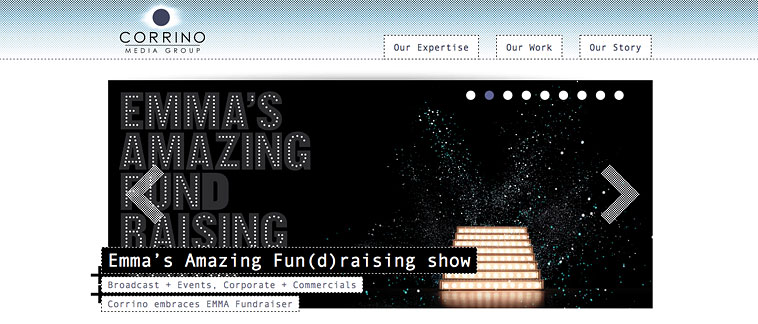 CORRINO
MEDIA GROUP
Our Expertise
Our Work
Our Story
EMMA'S
AMAZING
FUND
RAISING
Emma's Amazing Fun(d)raising show
Broadcast + Events, Corporate + Commercials
Corrino embraces EMMA Fundraiser